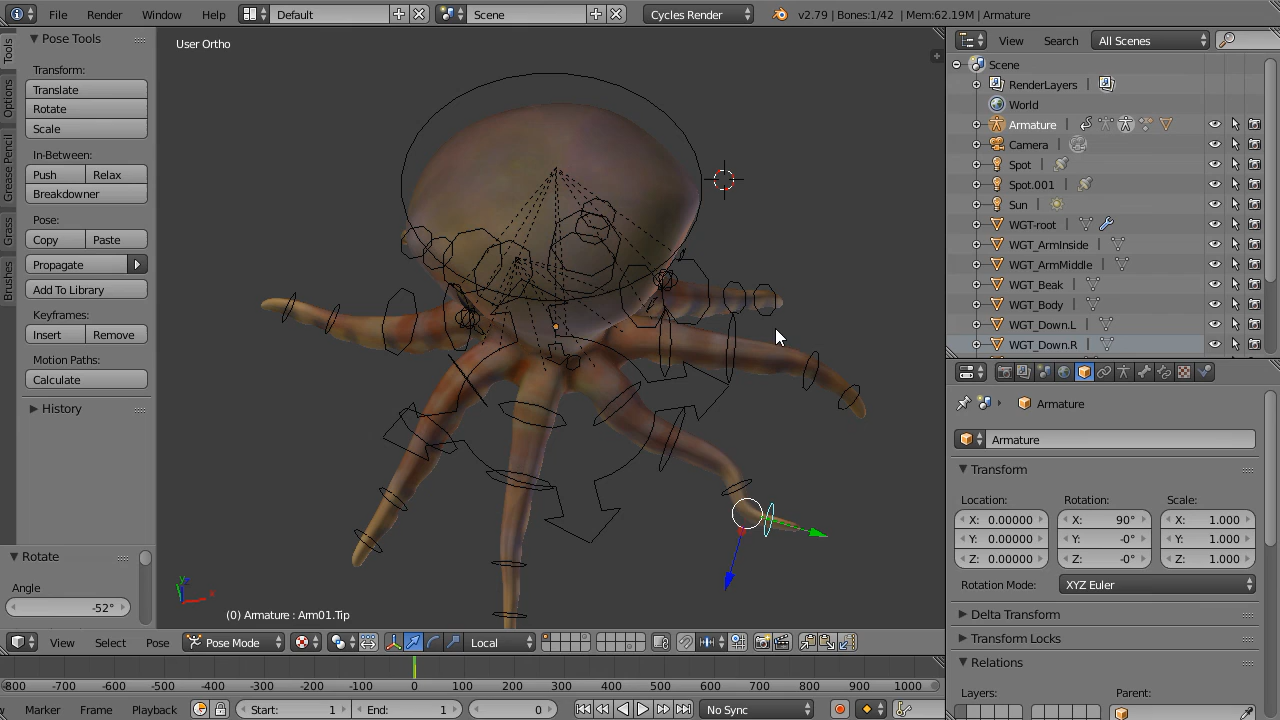 File Render Window Help Default Scene Cycles Render v2.79 | Bones:1/42 | Mem:62.19M | Armature
Tools
Options
Grease Pencil
Grass
Brushes
Pose Tools
Transform:
Translate
Rotate
Scale
In-Between:
Push Relax
Breakdowner
Pose:
Copy Paste
Propagate
Add To Library
Keyframes:
Insert Remove
Motion Paths:
Calculate
History
Rotate
Angle
-52°
User Ortho
(0) Armature : Arm01.Tip
View Select Pose Pose Mode Local
-800 -700 -600 -500 -400 -300 -200 -100 0 100 200 300 400 500 600 700 800 900 1000
Marker Frame Playback Start: 1 End: 1 0 No Sync
View Search All Scenes
Scene
RenderLayers
World
Armature
Camera
Spot
Spot.001
Sun
WGT-root
WGT_ArmInside
WGT_ArmMiddle
WGT_Beak
WGT_Body
WGT_Down.L
WGT_Down.R
Armature
Armature
Transform
Location: Rotation: Scale:
X: 0.00000 X: 90° X: 1.000
Y: 0.00000 Y: -0° Y: 1.000
Z: 0.00000 Z: -0° Z: 1.000
Rotation Mode: XYZ Euler
Delta Transform
Transform Locks
Relations
Layers: Parent: